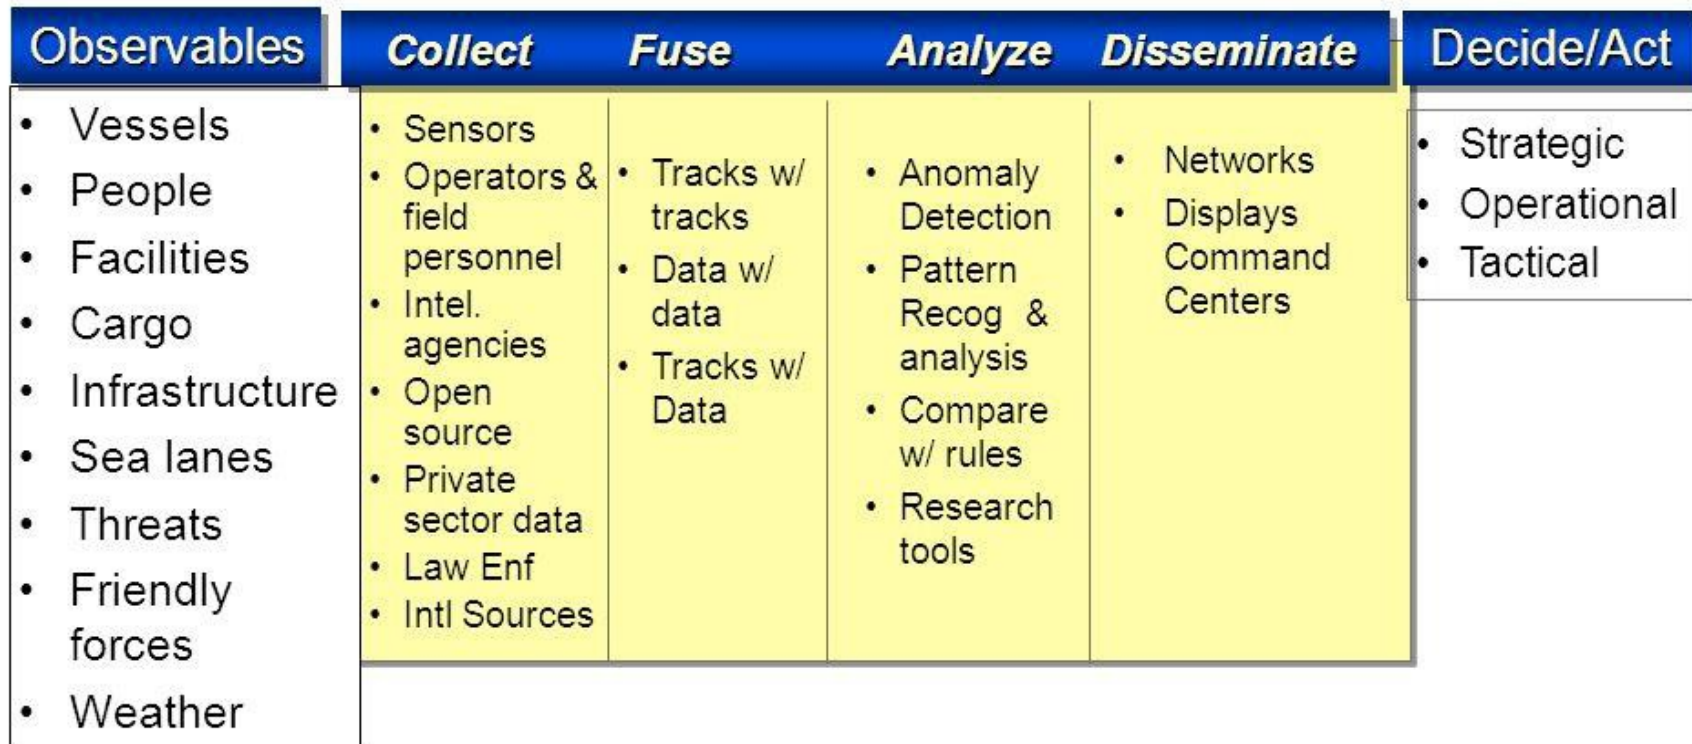 Observables
• Vessels
• People
• Facilities
• Cargo
• Infrastructure
• Sea lanes
• Threats
• Friendly
forces
• Weather
Collect
• Sensors
• Operators &
field
personnel
• Intel.
agencies
• Open
source
• Private
sector data
• Law Enf
• Intl Sources
Fuse
• Tracks w/
tracks
• Data w/
data
• Tracks w/
Data
Analyze
• Anomaly
Detection
• Pattern
Recog &
analysis
• Compare
w/ rules
• Research
tools
Disseminate
• Networks
• Displays
Command
Centers
Decide/Act
• Strategic
• Operational
• Tactical